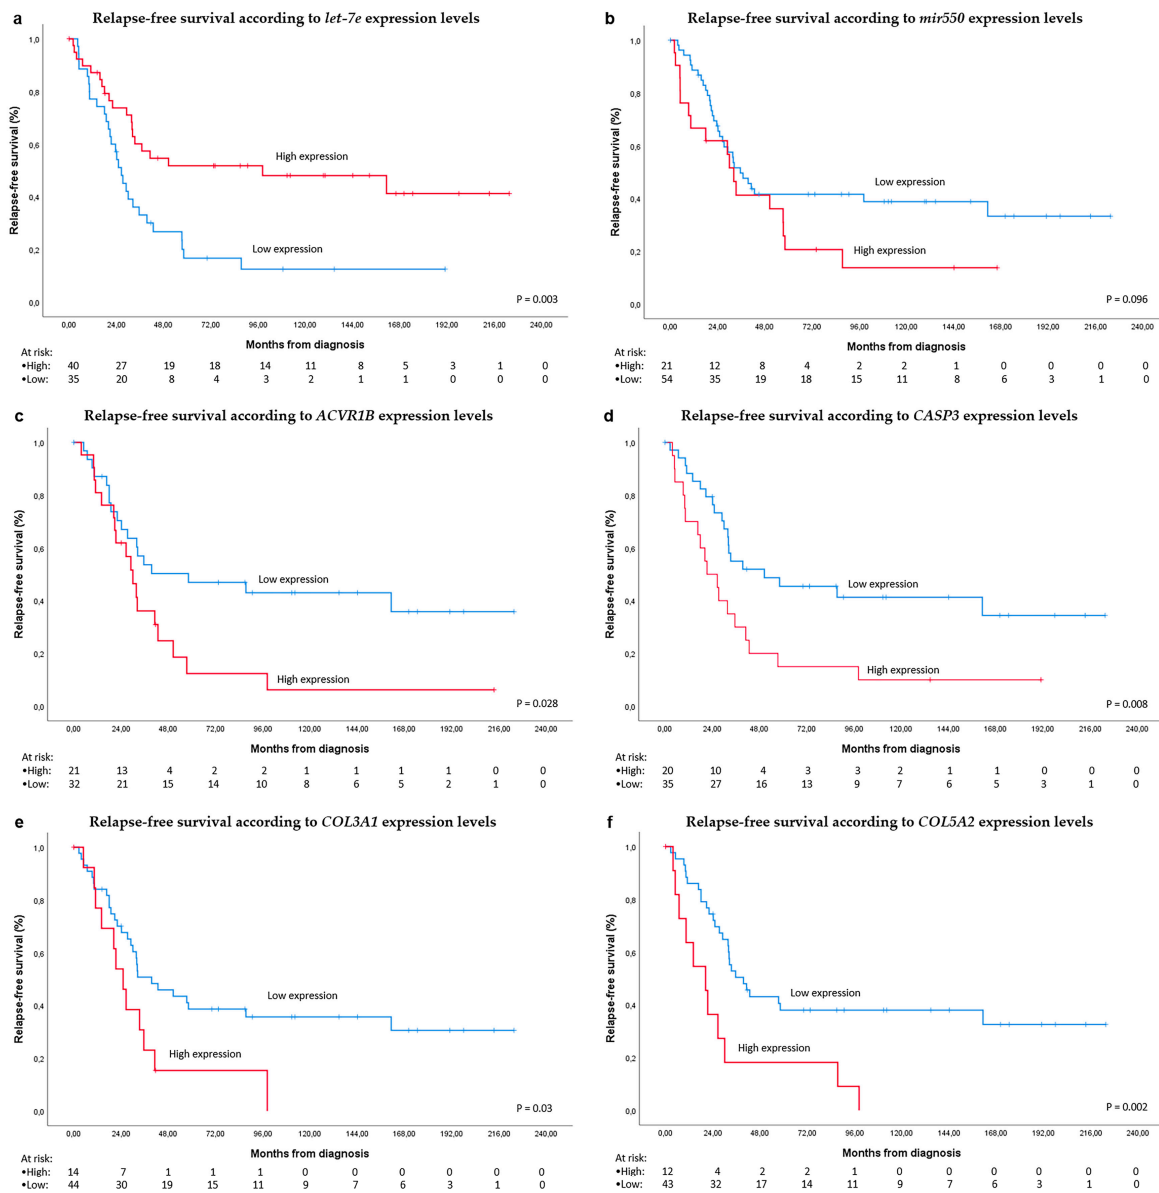 a
Relapse-free survival according to let-7e expression levels
Relapse-free survival (%)
1,0
0,8
0,6
0,4
0,2
0,0
High expression
Low expression
P = 0.003
0,00 24,00 48,00 72,00 96,00 120,00 144,00 168,00 192,00 216,00 240,00
Months from diagnosis
At risk:
•High: 40 27 19 18 14 11 8 5 3 1 0
•Low: 35 20 8 4 3 2 1 1 0 0 0
b
Relapse-free survival according to mir550 expression levels
Relapse-free survival (%)
1,0
0,8
0,6
0,4
0,2
0,0
Low expression
High expression
P = 0.096
0,00 24,00 48,00 72,00 96,00 120,00 144,00 168,00 192,00 216,00 240,00
Months from diagnosis
At risk:
•High: 21 12 8 4 2 2 1 0 0 0 0
•Low: 54 35 19 18 15 11 8 6 3 1 0
c
Relapse-free survival according to ACVR1B expression levels
Relapse-free survival (%)
1,0
0,8
0,6
0,4
0,2
0,0
Low expression
High expression
P = 0.028
0,00 24,00 48,00 72,00 96,00 120,00 144,00 168,00 192,00 216,00 240,00
Months from diagnosis
At risk:
•High: 21 13 4 2 2 1 1 1 1 0 0
•Low: 32 21 15 14 10 8 6 5 2 1 0
d
Relapse-free survival according to CASP3 expression levels
Relapse-free survival (%)
1,0
0,8
0,6
0,4
0,2
0,0
Low expression
High expression
P = 0.008
0,00 24,00 48,00 72,00 96,00 120,00 144,00 168,00 192,00 216,00 240,00
Months from diagnosis
At risk:
•High: 20 10 4 3 3 2 1 1 0 0 0
•Low: 35 27 16 13 9 7 6 5 3 1 0
e
Relapse-free survival according to COL3A1 expression levels
Relapse-free survival (%)
1,0
0,8
0,6
0,4
0,2
0,0
Low expression
High expression
P = 0.03
0,00 24,00 48,00 72,00 96,00 120,00 144,00 168,00 192,00 216,00 240,00
Months from diagnosis
At risk:
•High: 14 7 1 1 1 0 0 0 0 0 0
•Low: 44 30 19 15 11 9 7 6 3 1 0
f
Relapse-free survival according to COL5A2 expression levels
Relapse-free survival (%)
1,0
0,8
0,6
0,4
0,2
0,0
Low expression
High expression
P = 0.002
0,00 24,00 48,00 72,00 96,00 120,00 144,00 168,00 192,00 216,00 240,00
Months from diagnosis
At risk:
•High: 12 4 2 2 1 0 0 0 0 0 0
•Low: 43 32 17 14 11 9 7 6 3 1 0